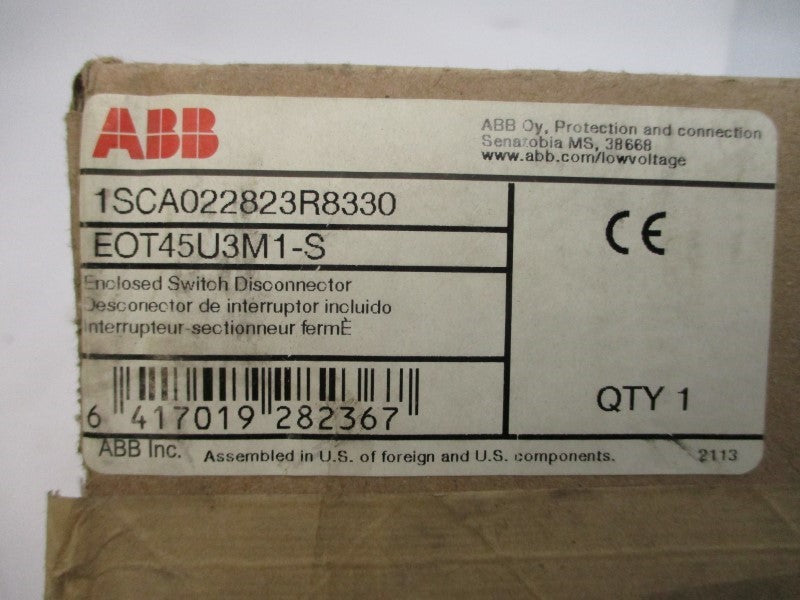 ABB
ABB Oy, Protection and connection
Senatobia MS, 38668
www.abb.com/lowvoltage
1SCA022823R8330
EOT45U3M1-S
CE
Enclosed Switch Disconnector
Desconector de interruptor incluido
Interrupteur-sectionneur fermÈ
6 417019 282367
QTY 1
ABB Inc. Assembled in U.S. of foreign and U.S. components. 2113